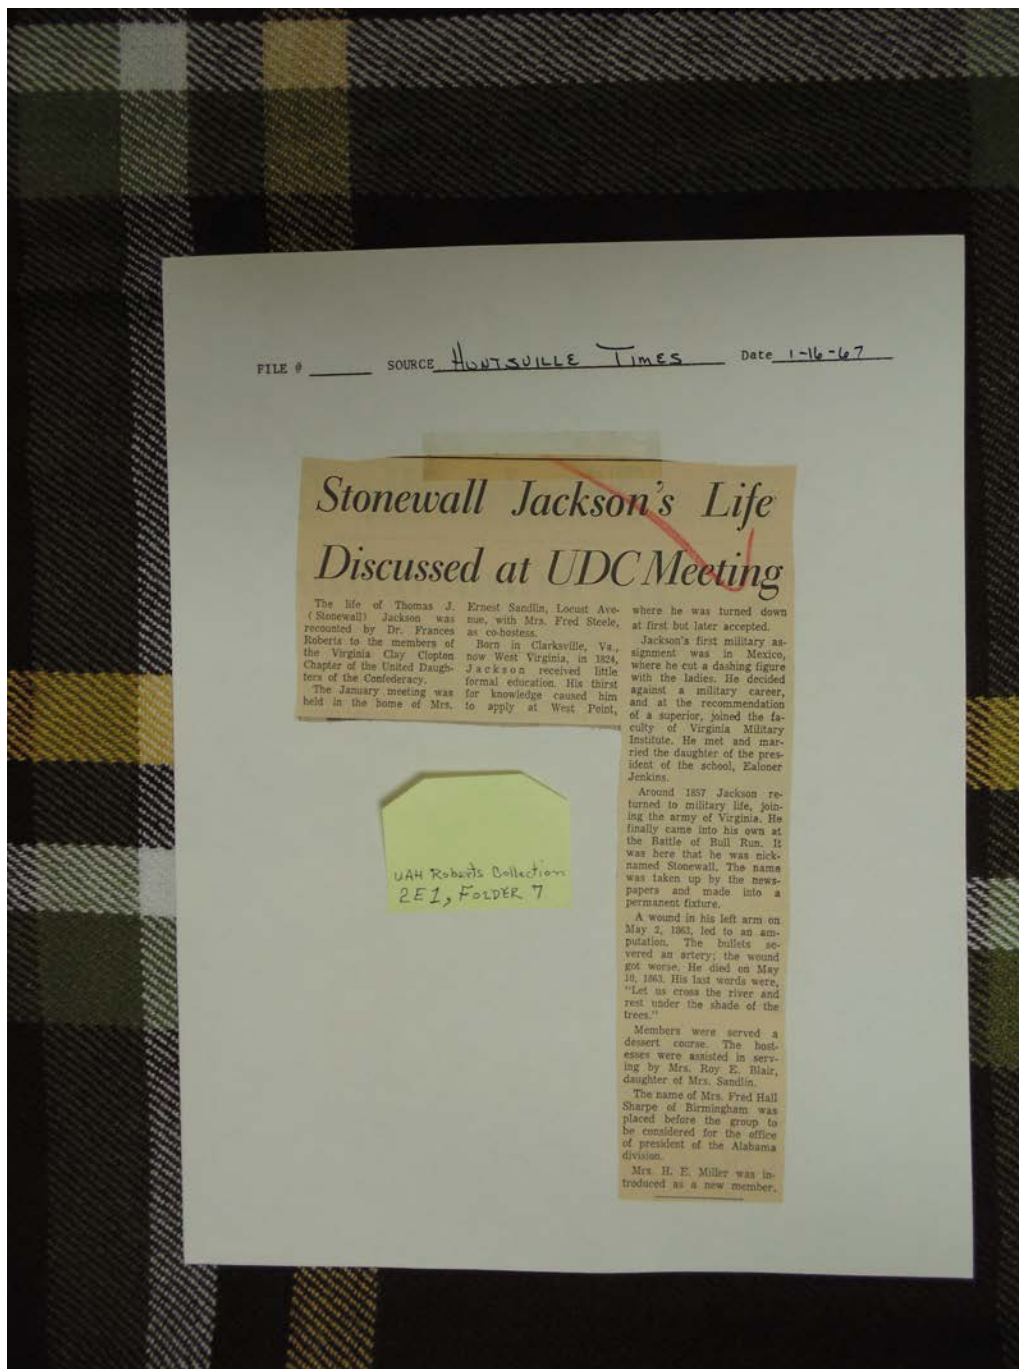 FILE # SOURCE HUNTSVILLE TIMES Date 1-16-67
Stonewall Jackson's Life
Discussed at UDC Meeting
The life of Thomas J.
(Stonewall) Jackson was
recounted by Dr. Frances
Roberts to the members of
the Virginia Clay Clopton
Chapter of the United Daugh-
ters of the Confederacy.
The January meeting was
held in the home of Mrs.
Ernest Sandlin, Locust Ave-
nue, with Mrs. Fred Steele,
as co-hostess.
Born in Clarksville, Va.,
now West Virginia, in 1824,
Jackson received little
formal education. His thirst
for knowledge caused him
to apply at West Point,
where he was turned down
at first but later accepted.
Jackson's first military as-
signment was in Mexico,
where he cut a dashing figure
with the ladies. He decided
against a military career,
and at the recommendation
of a superior, joined the fa-
culty of Virginia Military
Institute. He met and mar-
ried the daughter of the pres-
ident of the school, Ealoner
Jenkins.
Around 1857 Jackson re-
turned to military life, join-
ing the army of Virginia. He
finally came into his own at
the Battle of Bull Run. It
was here that he was nick-
named Stonewall. The name
was taken up by the news-
papers and made into a
permanent fixture.
A wound in his left arm on
May 2, 1863, led to an am-
putation. The bullets se-
vered an artery; the wound
got worse. He died on May
10, 1863. His last words were,
"Let us cross the river and
rest under the shade of the
trees."
Members were served a
dessert course. The host-
esses were assisted in serv-
ing by Mrs. Roy E. Blair,
daughter of Mrs. Sandlin.
The name of Mrs. Fred Hall
Sharpe of Birmingham was
placed before the group to
be considered for the office
of president of the Alabama
division.
Mrs. H. E. Miller was in-
troduced as a new member.
UAH Roberts Collection
2E1, FOLDER 7